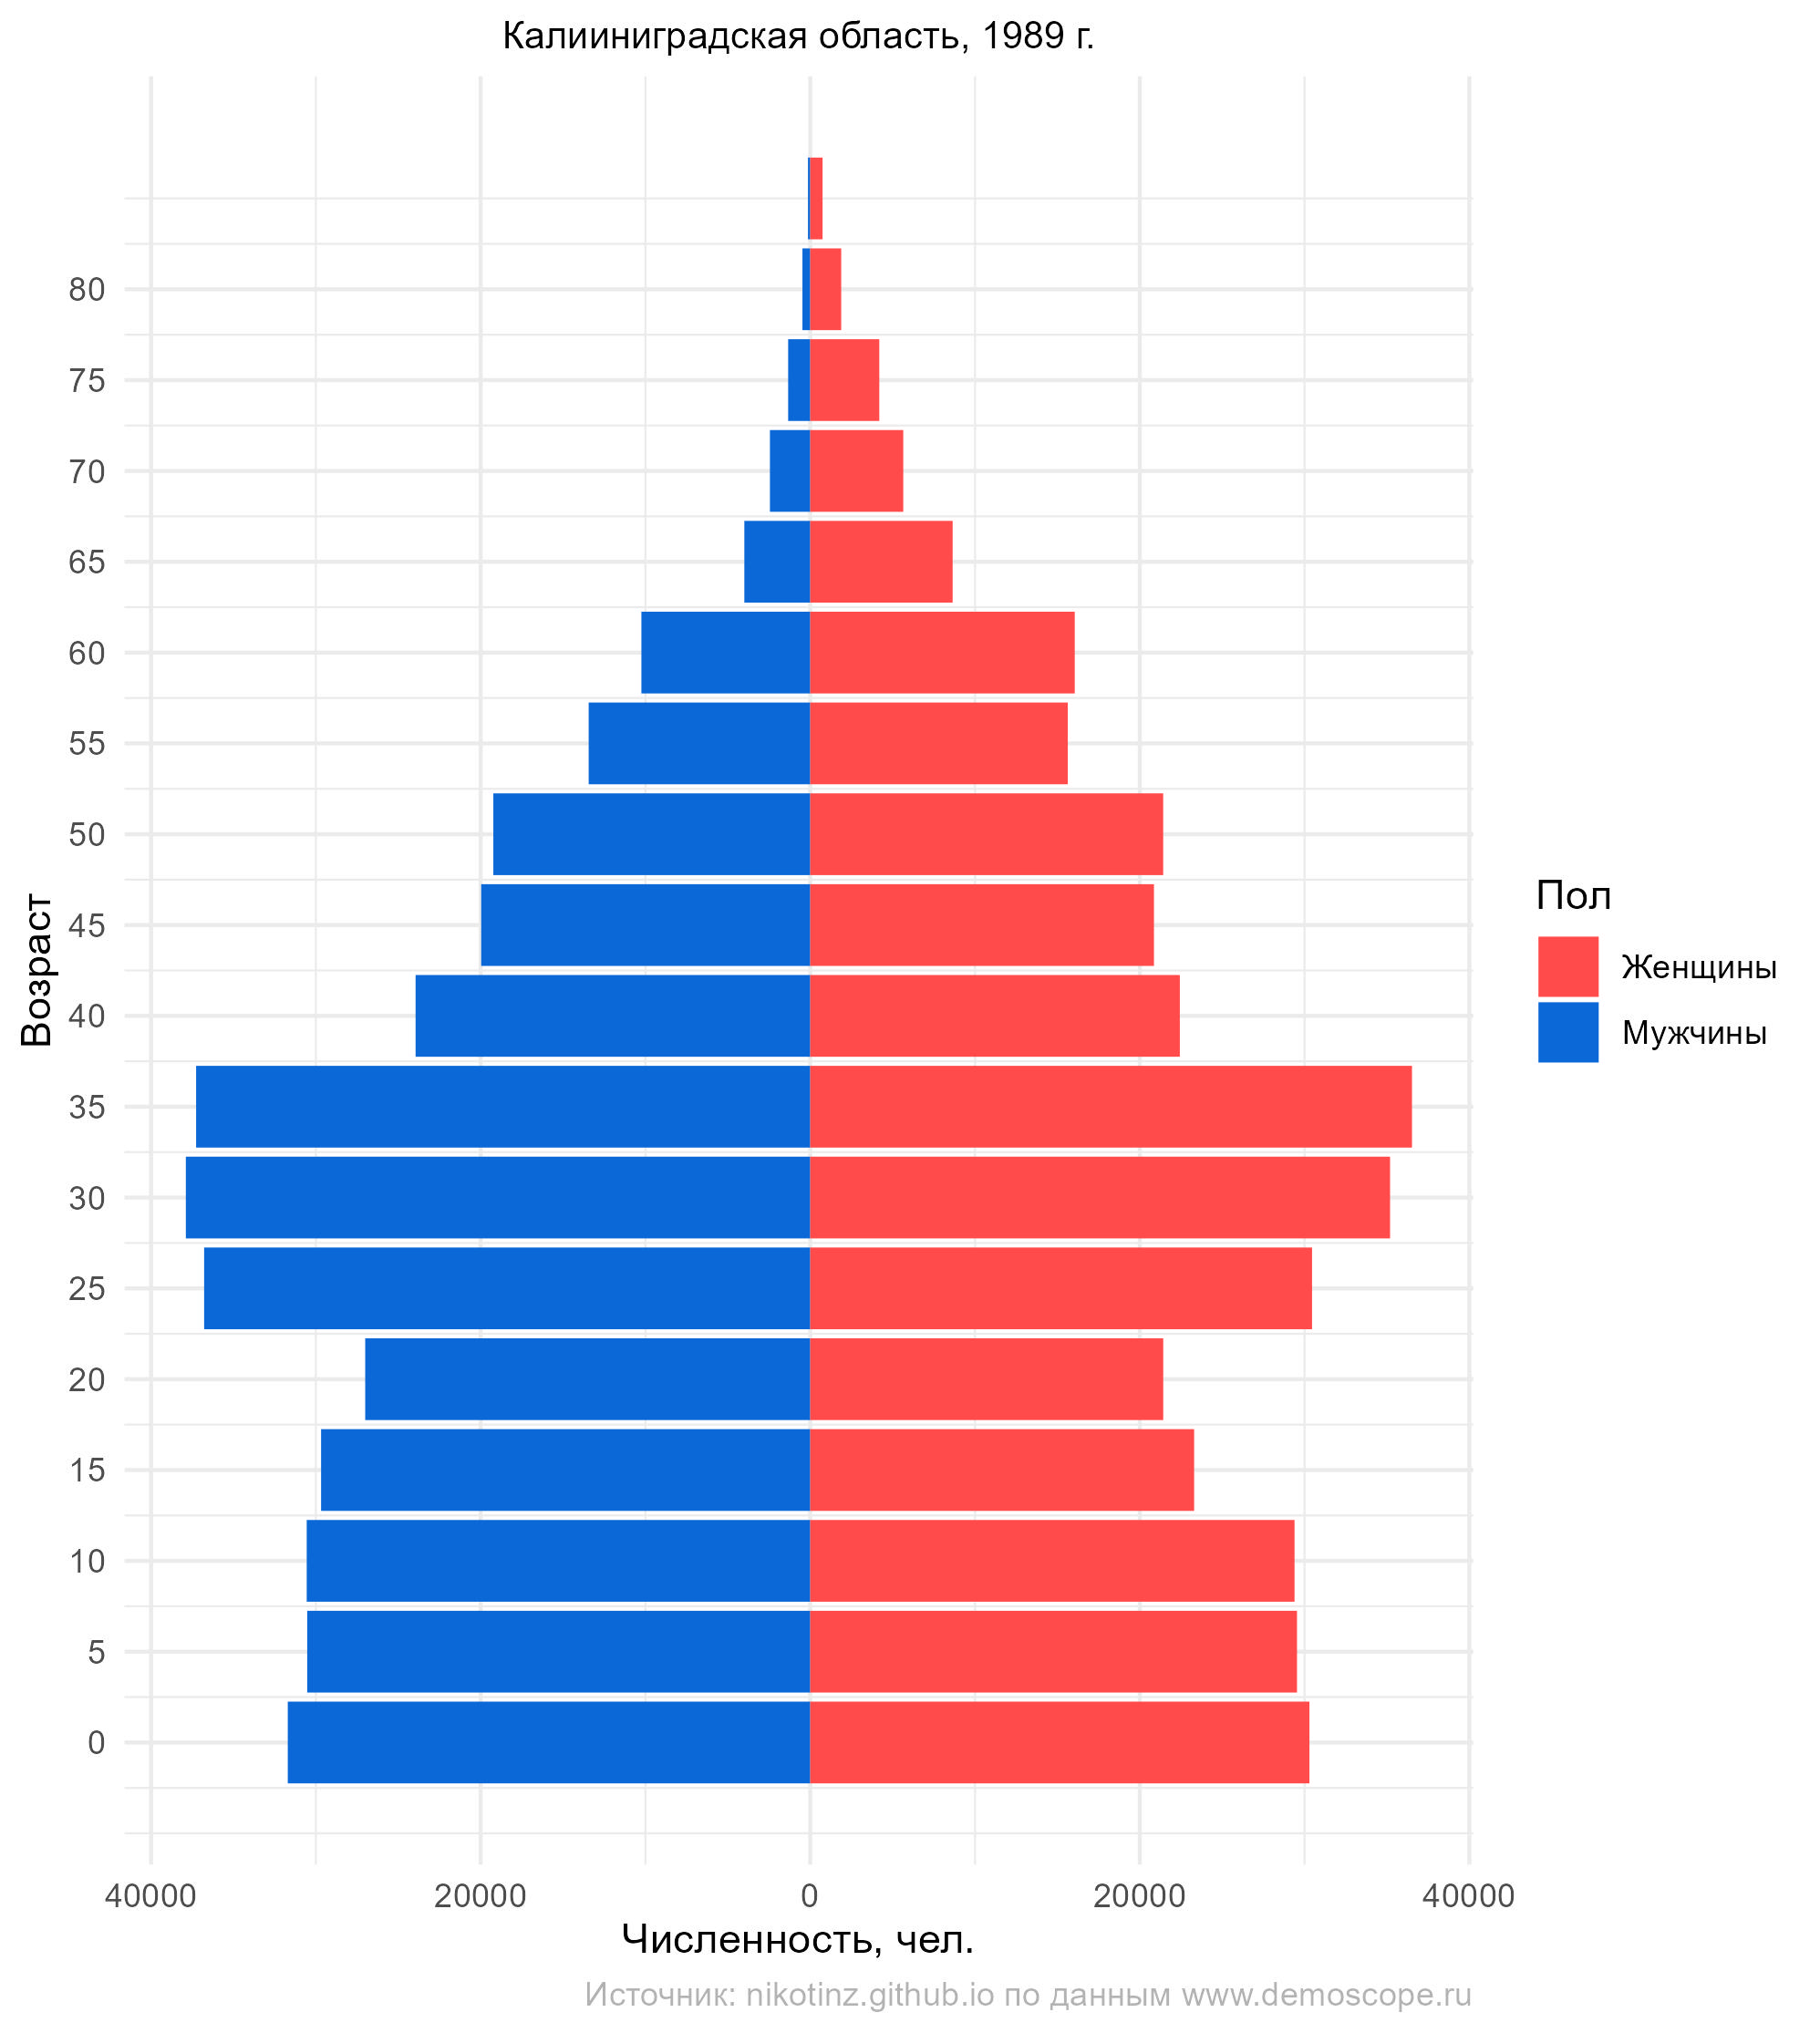 Калииниградская область, 1989 г.
80
75
70
65
60
55
50
45
40
35
30
25
20
15
10
5
0
Возраст
40000 20000 0 20000 40000
Численность, чел.
Пол
Женщины
Мужчины
Источник: nikotinz.github.io по данным www.demoscope.ru